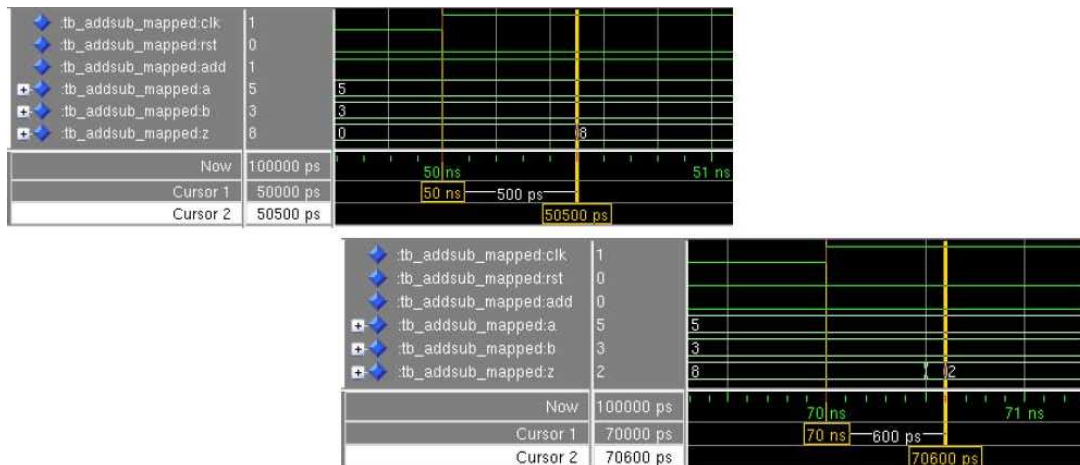 :tb_addsub_mapped:clk 1
:tb_addsub_mapped:rst 0
:tb_addsub_mapped:add 1
:tb_addsub_mapped:a 5 5
:tb_addsub_mapped:b 3 3
:tb_addsub_mapped:z 8 0 8
Now 100000 ps 50 ns 51 ns
Cursor 1 50000 ps 50 ns 500 ps
Cursor 2 50500 ps 50500 ps
:tb_addsub_mapped:clk 1
:tb_addsub_mapped:rst 0
:tb_addsub_mapped:add 0
:tb_addsub_mapped:a 5 5
:tb_addsub_mapped:b 3 3
:tb_addsub_mapped:z 2 8 2
Now 100000 ps 70 ns 71 ns
Cursor 1 70000 ps 70 ns 600 ps
Cursor 2 70600 ps 70600 ps